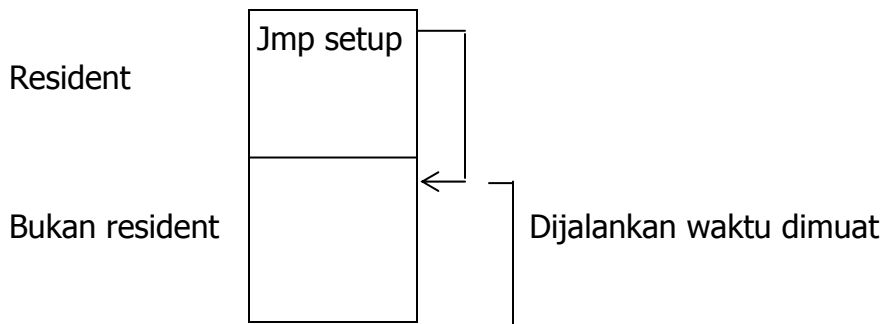 Jmp setup
Resident
Bukan resident
Dijalankan waktu dimuat